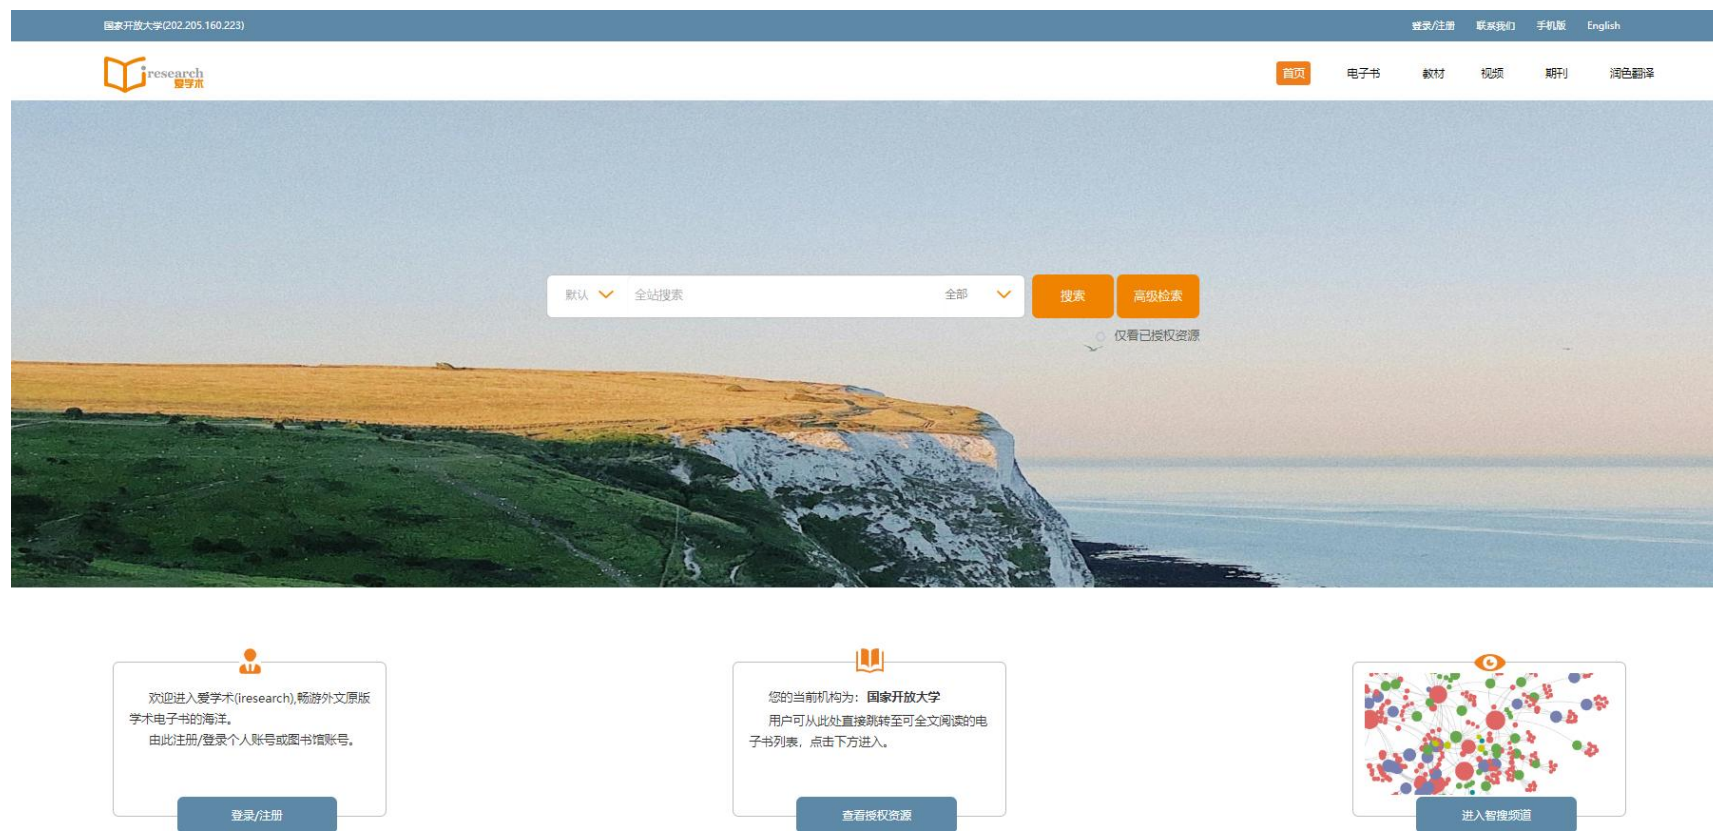 国家开放大学(202.205.160.223)
登录/注册 联系我们 手机版 English
iresearch
爱学术
首页 电子书 教材 视频 期刊 润色翻译
默认 全站搜索 全部 搜索 高级检索
仅看已授权资源
欢迎进入爱学术(iresearch),畅游外文原版
学术电子书的海洋。
由此注册/登录个人账号或图书馆账号。
登录/注册
您的当前机构为：国家开放大学
用户可从此处直接跳转至可全文阅读的电
子书列表，点击下方进入。
查看授权资源
进入智搜频道